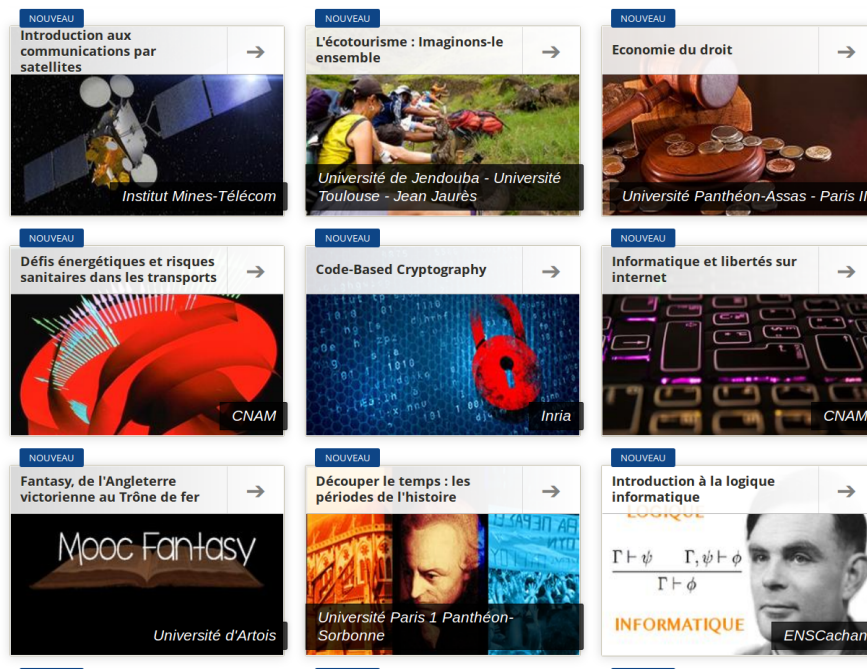 NOUVEAU
Introduction aux
communications par
satellites
Institut Mines-Télécom
NOUVEAU
L'écotourisme : Imaginons-le
ensemble
Université de Jendouba - Université
Toulouse - Jean Jaurès
NOUVEAU
Economie du droit
Université Panthéon-Assas - Paris II
NOUVEAU
Défis énergétiques et risques
sanitaires dans les transports
CNAM
NOUVEAU
Code-Based Cryptography
Inria
NOUVEAU
Informatique et libertés sur
internet
CNAM
NOUVEAU
Fantasy, de l'Angleterre
victorienne au Trône de fer
Mooc Fantasy
Université d'Artois
NOUVEAU
Découper le temps : les
périodes de l'histoire
Université Paris 1 Panthéon-
Sorbonne
NOUVEAU
Introduction à la logique
informatique
LOGIQUE
Γ ⊢ ψ Γ, ψ ⊢ ϕ
Γ ⊢ ϕ
INFORMATIQUE
ENSCachan